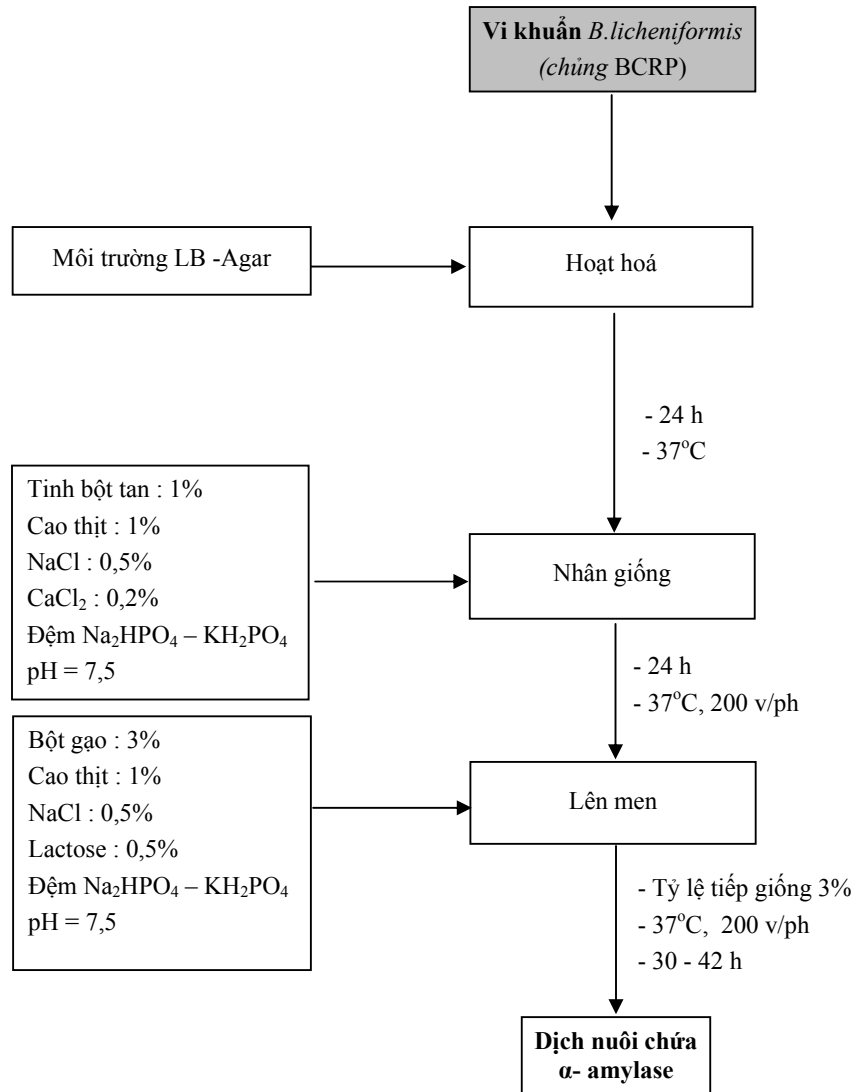 Vi khuẩn B.licheniformis
(chủng BCRP)
Môi trường LB -Agar
Hoạt hoá
- 24 h
- 37°C
Tinh bột tan : 1%
Cao thịt : 1%
NaCl : 0,5%
CaCl₂ : 0,2%
Đệm Na₂HPO₄ – KH₂PO₄
pH = 7,5
Nhân giống
- 24 h
- 37°C, 200 v/ph
Bột gạo : 3%
Cao thịt : 1%
NaCl : 0,5%
Lactose : 0,5%
Đệm Na₂HPO₄ – KH₂PO₄
pH = 7,5
Lên men
- Tỷ lệ tiếp giống 3%
- 37°C, 200 v/ph
- 30 - 42 h
Dịch nuôi chứa
α- amylase